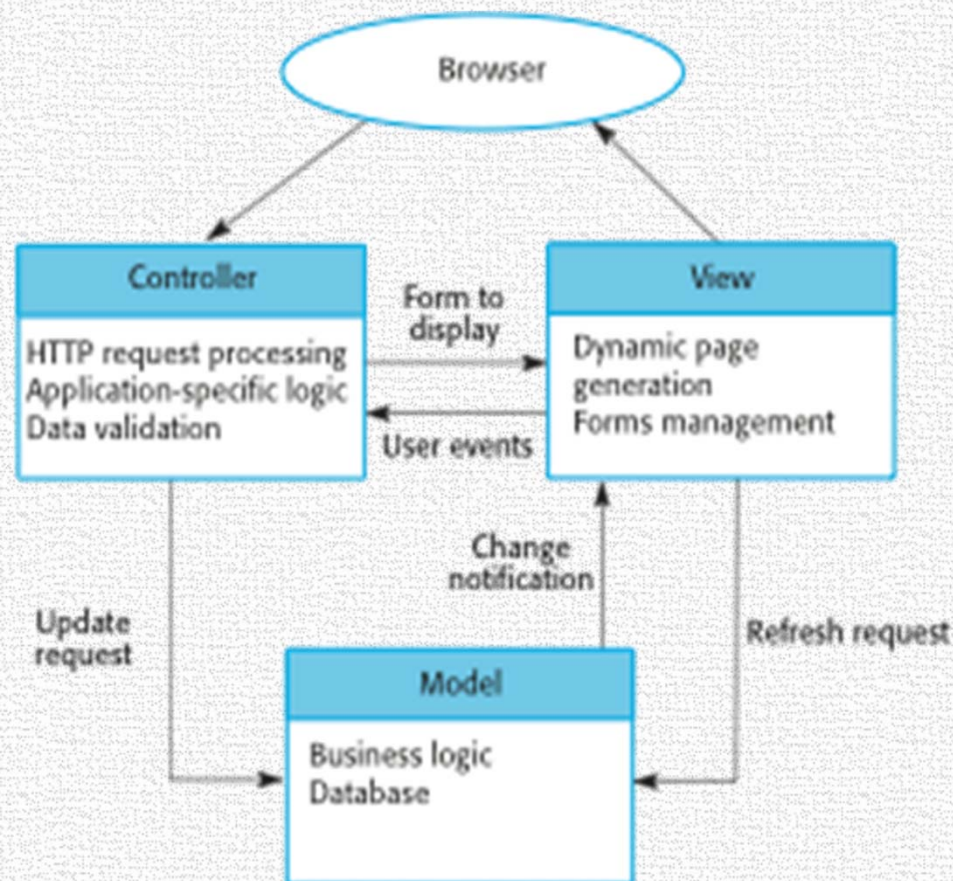 Browser
Controller
HTTP request processing
Application-specific logic
Data validation
Form to
display
User events
View
Dynamic page
generation
Forms management
Change
notification
Update
request
Refresh request
Model
Business logic
Database